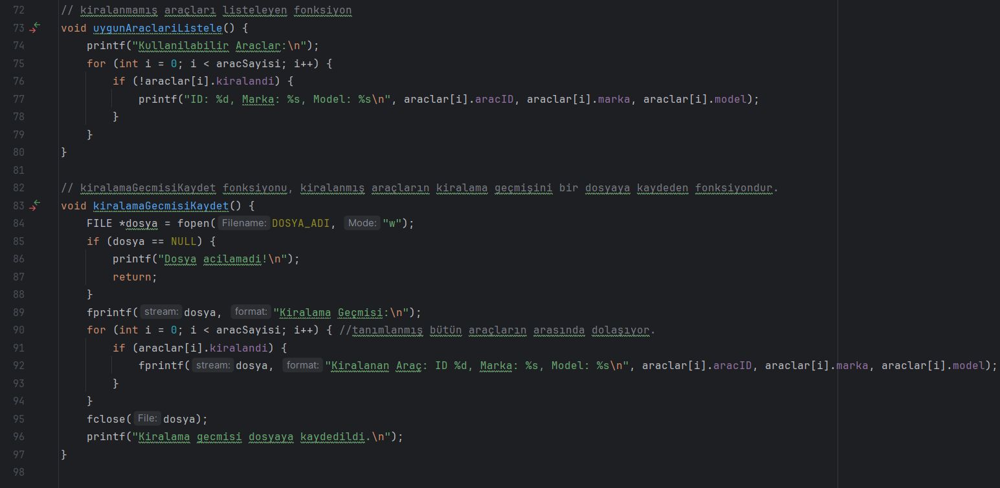 72 // kiralanmamış araçları listeleyen fonksiyon
73 void uygunAraclariListele() {
74     printf("Kullanilabilir Araclar:\n");
75     for (int i = 0; i < aracSayisi; i++) {
76         if (!araclar[i].kiralandi) {
77             printf("ID: %d, Marka: %s, Model: %s\n", araclar[i].aracID, araclar[i].marka, araclar[i].model);
78         }
79     }
80 }
81
82 // kiralamaGecmisiKaydet fonksiyonu, kiralanmış araçların kiralama geçmişini bir dosyaya kaydeden fonksiyondur.
83 void kiralamaGecmisiKaydet() {
84     FILE *dosya = fopen( Filename: DOSYA_ADI, Mode: "w");
85     if (dosya == NULL) {
86         printf("Dosya acilamadi!\n");
87         return;
88     }
89     fprintf( stream: dosya, format: "Kiralama Geçmisi:\n");
90     for (int i = 0; i < aracSayisi; i++) { //tanımlanmış bütün araçların arasında dolaşıyor.
91         if (araclar[i].kiralandi) {
92             fprintf( stream: dosya, format: "Kiralanan Araç: ID %d, Marka: %s, Model: %s\n", araclar[i].aracID, araclar[i].marka, araclar[i].model);
93         }
94     }
95     fclose( File: dosya);
96     printf("Kiralama gecmisi dosyaya kaydedildi.\n");
97 }
98